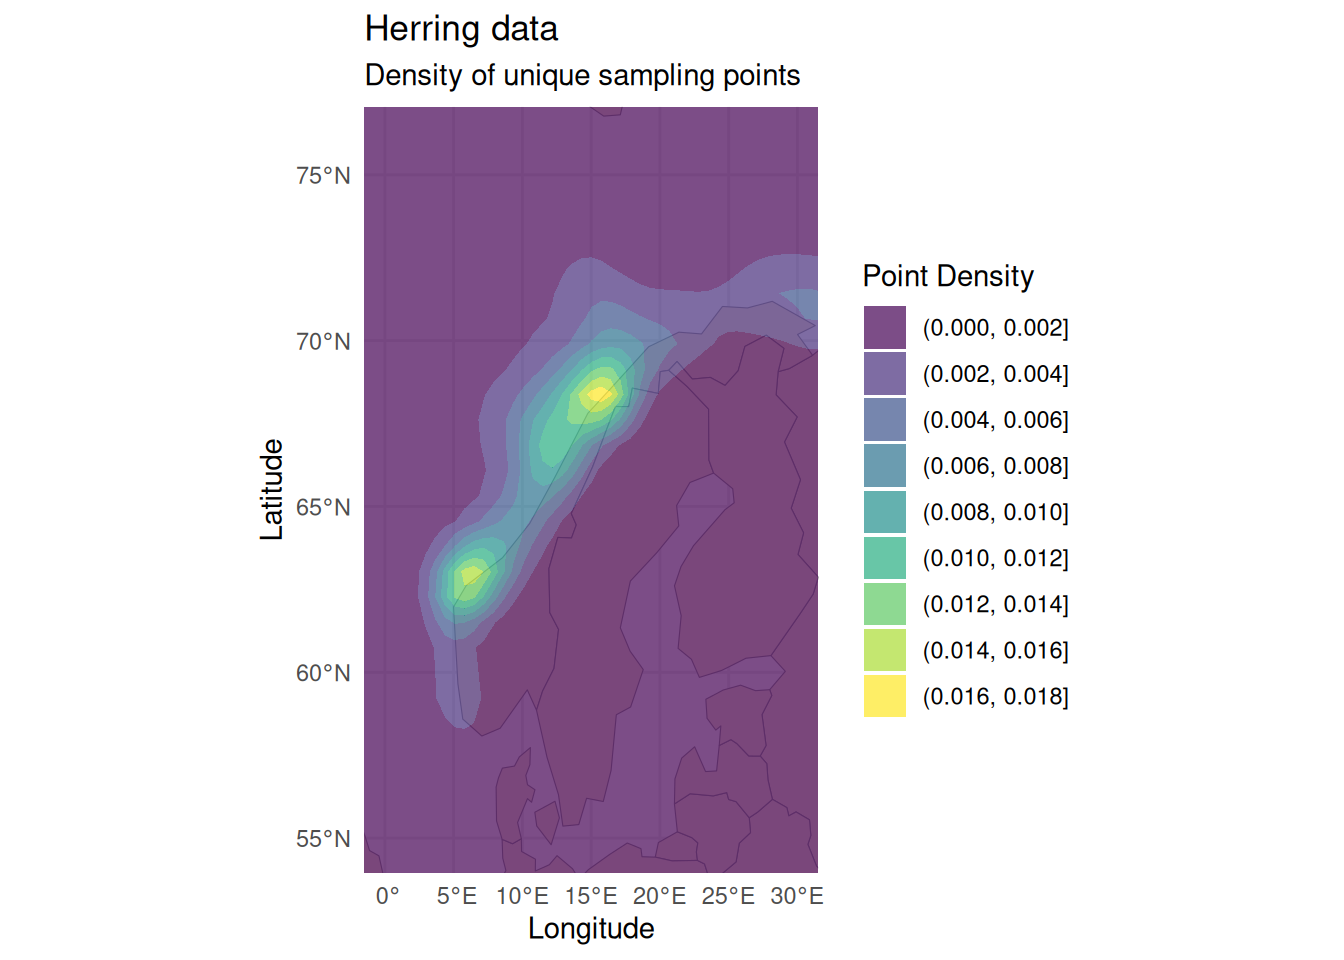 Herring data
Density of unique sampling points
75°N
70°N
65°N
60°N
55°N
Latitude
0°
5°E
10°E
15°E
20°E
25°E
30°E
Longitude
Point Density
(0.000, 0.002]
(0.002, 0.004]
(0.004, 0.006]
(0.006, 0.008]
(0.008, 0.010]
(0.010, 0.012]
(0.012, 0.014]
(0.014, 0.016]
(0.016, 0.018]